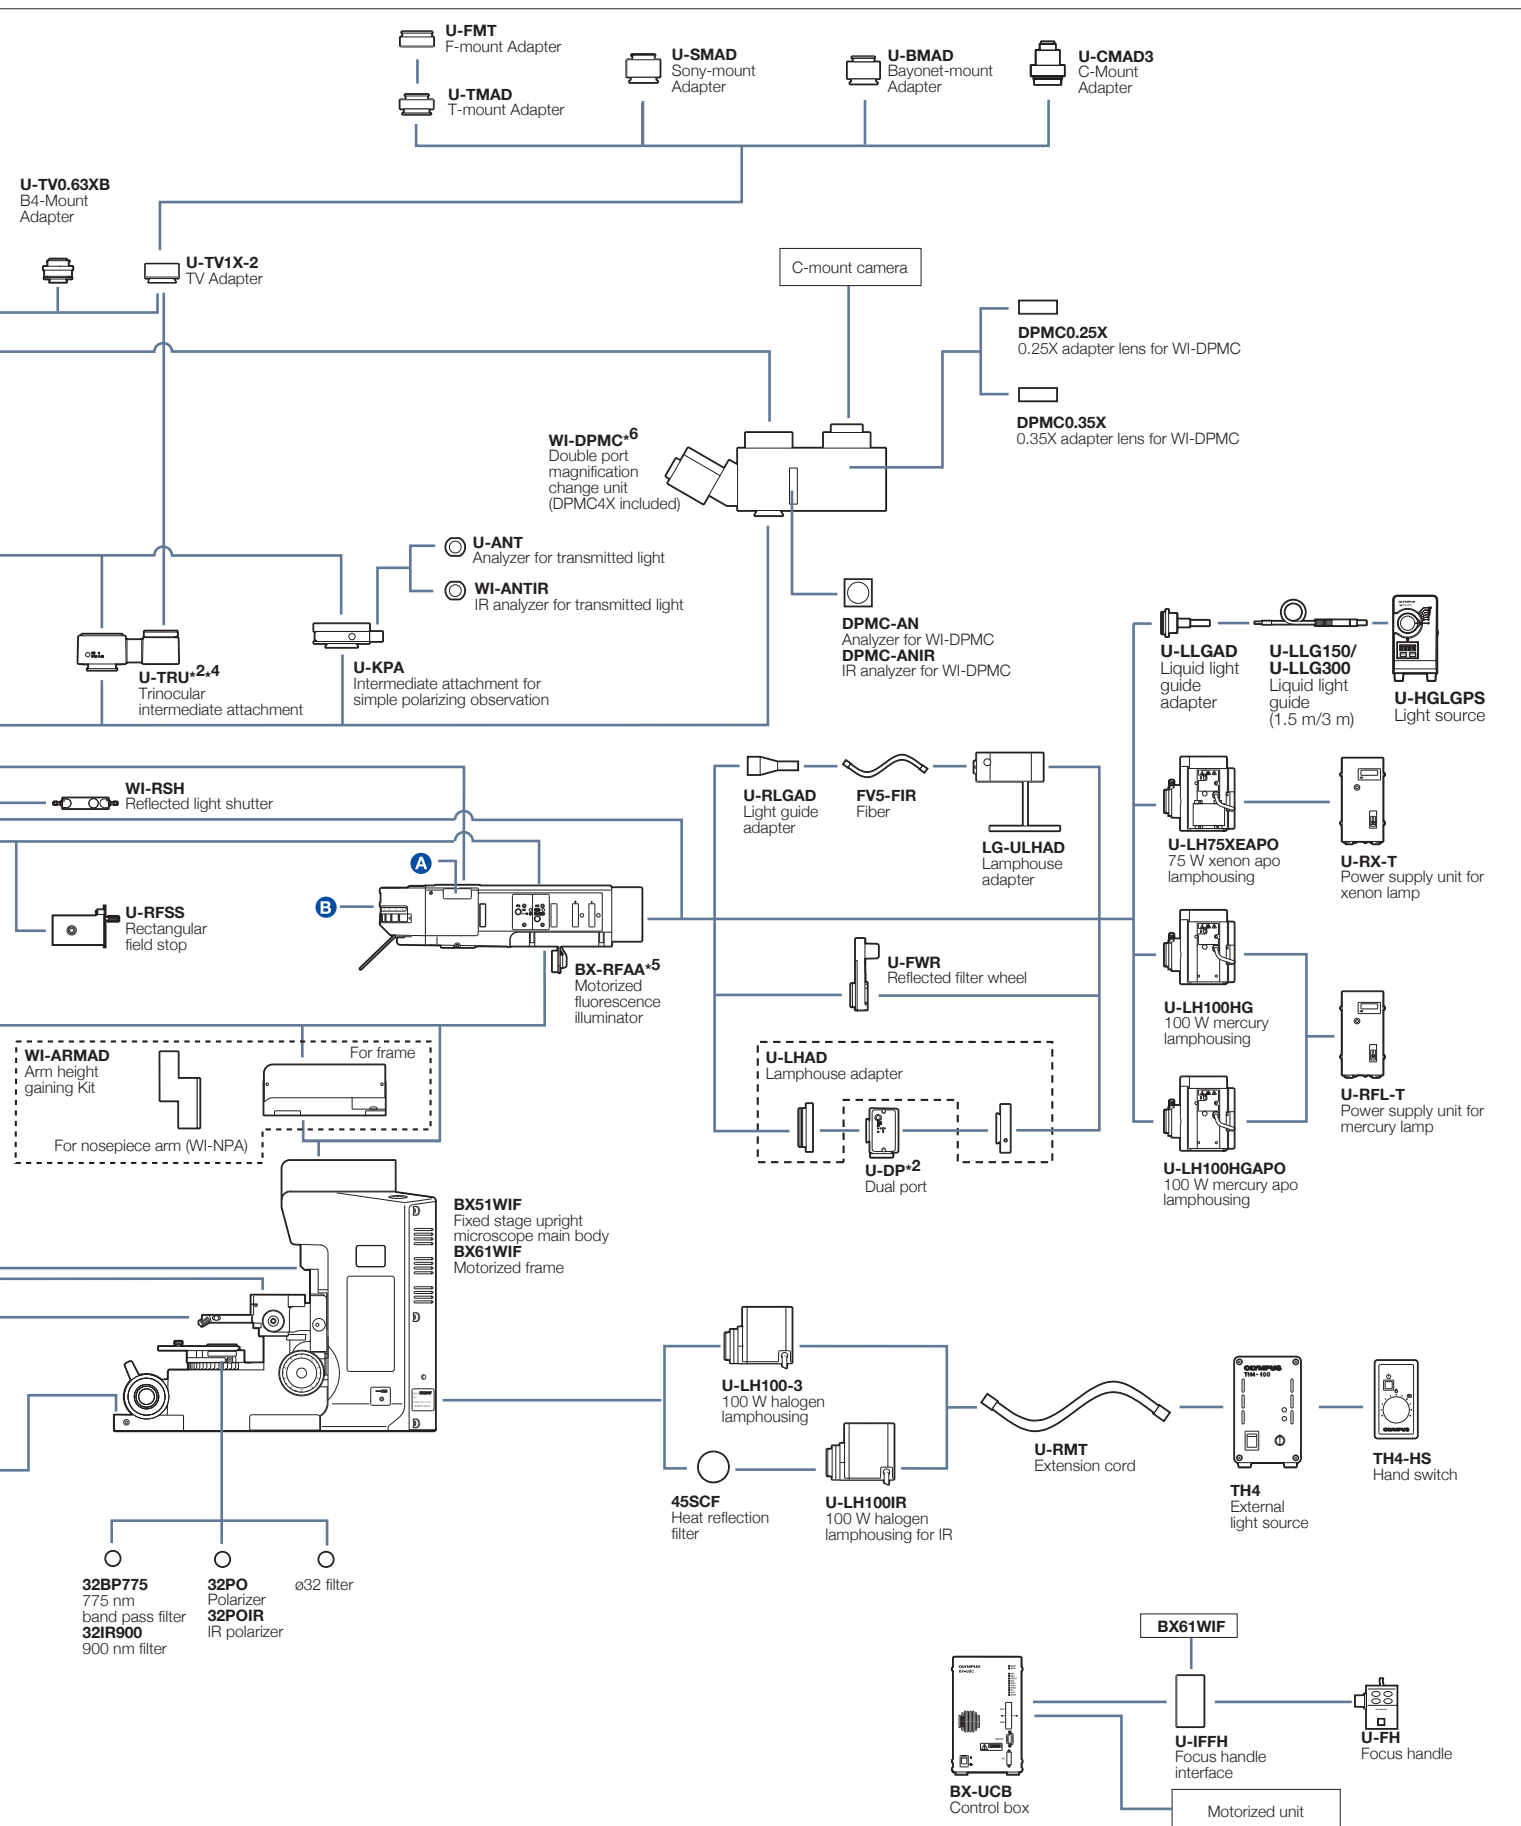 U-FMT
F-mount Adapter
U-TMAD
T-mount Adapter
U-SMAD
Sony-mount
Adapter
U-BMAD
Bayonet-mount
Adapter
U-CMAD3
C-Mount
Adapter
U-TV0.63XB
B4-Mount
Adapter
U-TV1X-2
TV Adapter
C-mount camera
DPMC0.25X
0.25X adapter lens for WI-DPMC
DPMC0.35X
0.35X adapter lens for WI-DPMC
WI-DPMC*6
Double port
magnification
change unit
(DPMC4X included)
U-ANT
Analyzer for transmitted light
WI-ANTIR
IR analyzer for transmitted light
DPMC-AN
Analyzer for WI-DPMC
DPMC-ANIR
IR analyzer for WI-DPMC
U-TRU*2*4
Trinocular
intermediate attachment
U-KPA
Intermediate attachment for
simple polarizing observation
U-LLGAD
Liquid light
guide
adapter
U-LLG150/
U-LLG300
Liquid light
guide
(1.5 m/3 m)
U-HGLGPS
Light source
WI-RSH
Reflected light shutter
U-RLGAD
Light guide
adapter
FV5-FIR
Fiber
LG-ULHAD
Lamphouse
adapter
U-LH75XEAPO
75 W xenon apo
lamphousing
U-RX-T
Power supply unit for
xenon lamp
A
B
U-RFSS
Rectangular
field stop
BX-RFAA*5
Motorized
fluorescence
illuminator
U-FWR
Reflected filter wheel
U-LH100HG
100 W mercury
lamphousing
WI-ARMAD
Arm height
gaining Kit
For frame
For nosepiece arm (WI-NPA)
U-LHAD
Lamphouse adapter
U-DP*2
Dual port
U-RFL-T
Power supply unit for
mercury lamp
U-LH100HGAPO
100 W mercury apo
lamphousing
BX51WIF
Fixed stage upright
microscope main body
BX61WIF
Motorized frame
U-LH100-3
100 W halogen
lamphousing
45SCF
Heat reflection
filter
U-LH100IR
100 W halogen
lamphousing for IR
U-RMT
Extension cord
OLYMPUS
TH4-100
TH4
External
light source
OLYMPUS
TH4-HS
Hand switch
32BP775
775 nm
band pass filter
32IR900
900 nm filter
32PO
Polarizer
32POIR
IR polarizer
ø32 filter
BX61WIF
OLYMPUS
BX-UCB
Control box
U-IFFH
Focus handle
interface
U-FH
Focus handle
Motorized unit